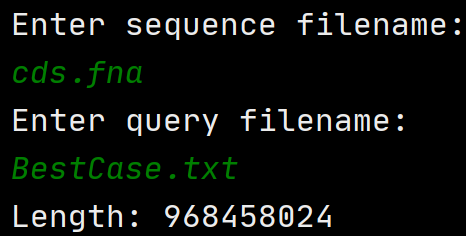 Enter sequence filename:
cds.fna
Enter query filename:
BestCase.txt
Length: 968458024